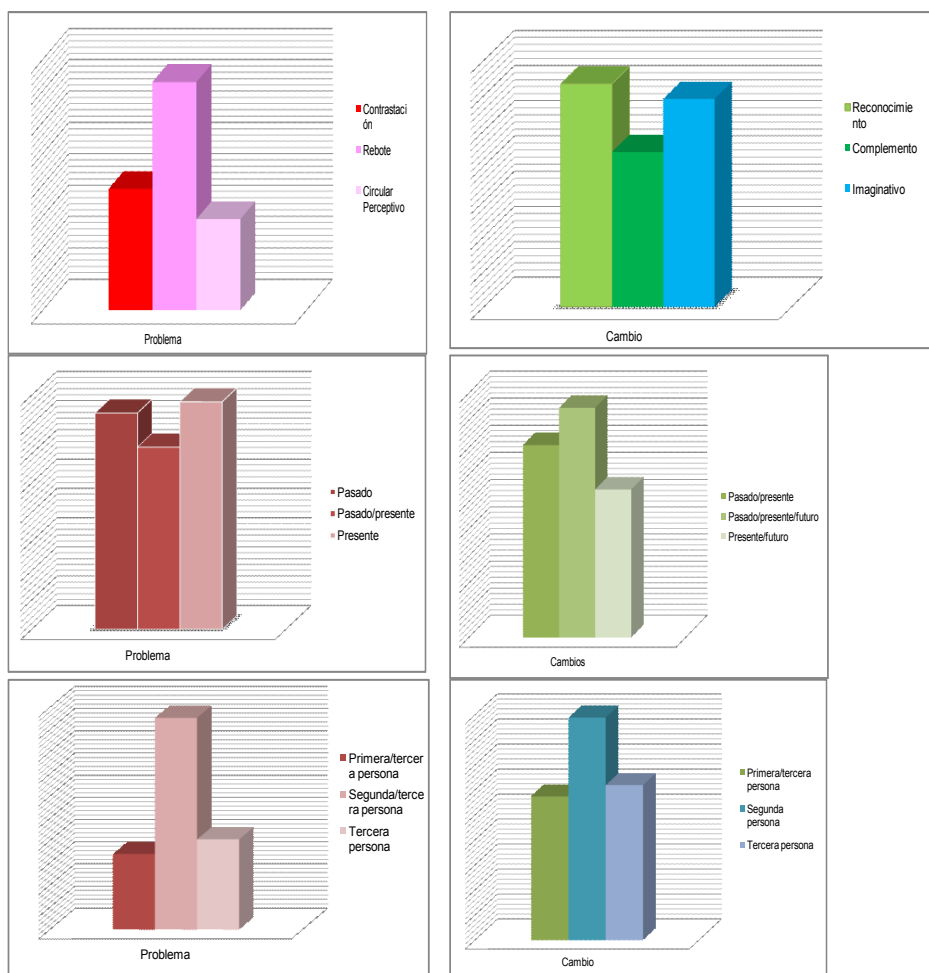 Contrastac
ión
Rebote
Circular
Perceptivo
Problema
Reconocimie
nto
Complemento
Imaginativo
Cambio
Pasado
Pasado/presente
Presente
Problema
Pasado/presente
Pasado/presente/futuro
Presente/futuro
Cambios
Primera/tercer
a persona
Segunda/terce
ra persona
Tercera
persona
Problema
Primera/tercera
persona
Segunda
persona
Tercera persona
Cambio